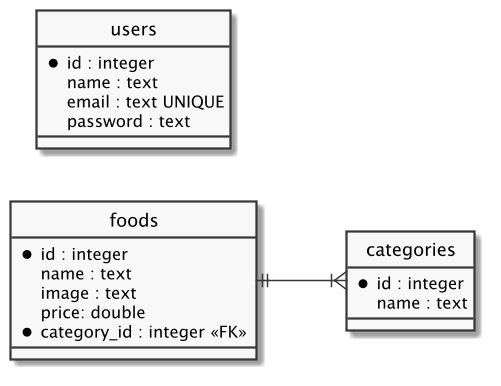 users
id : integer
name : text
email : text UNIQUE
password : text
foods
id : integer
name : text
image : text
price: double
category_id : integer «FK»
categories
id : integer
name : text